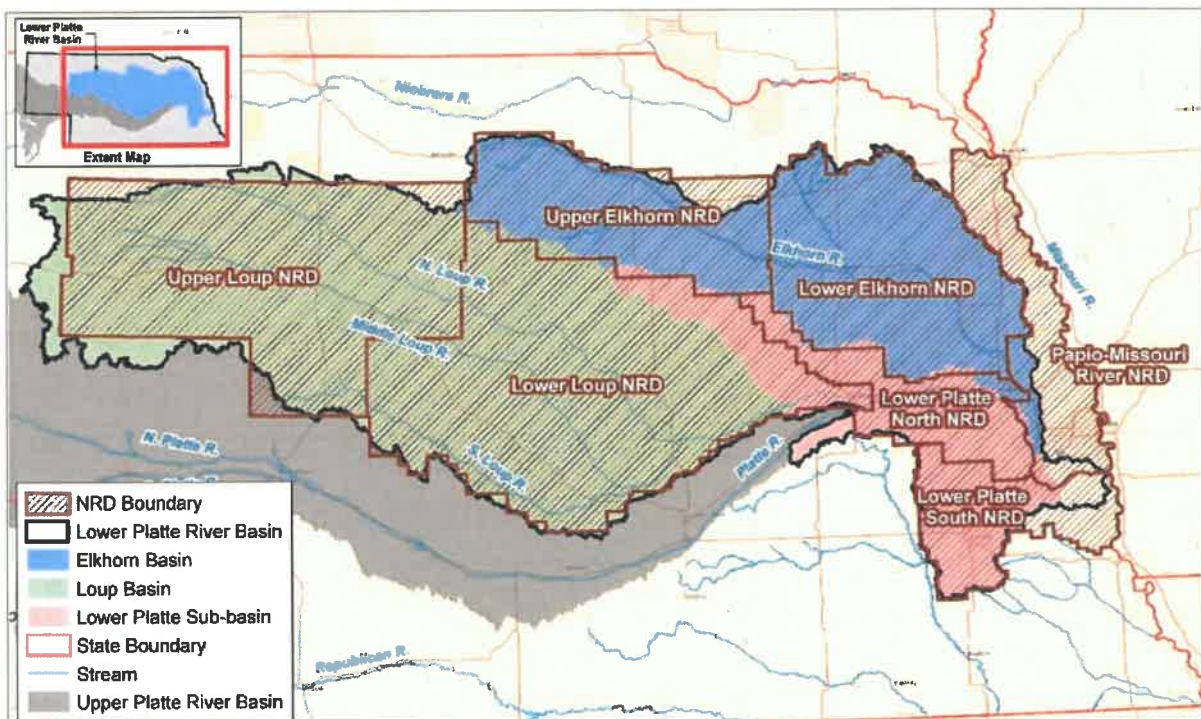 Lower Platte
River Basin
Extent Map
Niobrara R.
Upper Elkhorn NRD
Elkhorn R.
Upper Loup NRD
N. Loup R.
Lower Elkhorn NRD
Missouri R.
Middle Loup R.
Papio-Missouri
River NRD
Lower Loup NRD
Lower Platte
North NRD
N. Platte R.
S. Loup R.
Platte R.
Lower Platte
South NRD
Republican R.
NRD Boundary
Lower Platte River Basin
Elkhorn Basin
Loup Basin
Lower Platte Sub-basin
State Boundary
Stream
Upper Platte River Basin